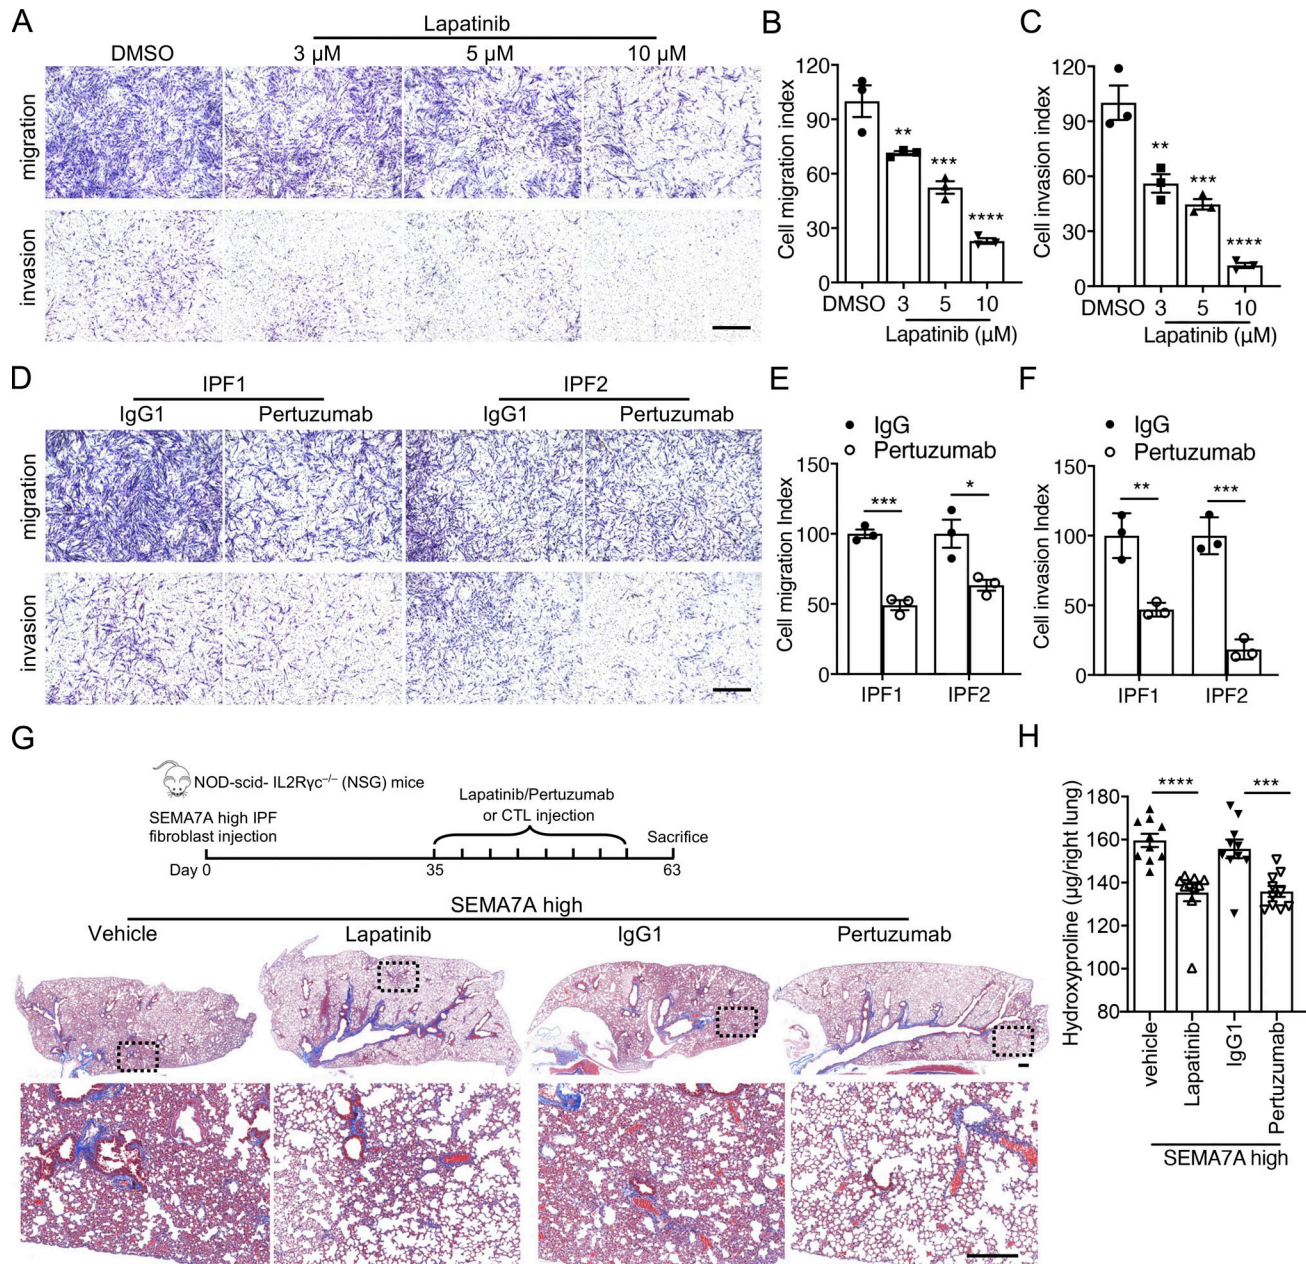 A
Lapatinib
DMSO 3 µM 5 µM 10 µM
migration
invasion
B
Cell migration index
120
90
60
30
0
**
***
****
DMSO 3 5 10
Lapatinib (µM)
C
Cell invasion index
120
90
60
30
0
**
***
****
DMSO 3 5 10
Lapatinib (µM)
D
IPF1 IPF2
IgG1 Pertuzumab IgG1 Pertuzumab
migration
invasion
E
IgG
Pertuzumab
Cell migration Index
150
100
50
0
***
*
IPF1 IPF2
F
IgG
Pertuzumab
Cell invasion Index
150
100
50
0
**
***
IPF1 IPF2
G
NOD-scid- IL2Rγc–/– (NSG) mice
SEMA7A high IPF
fibroblast injection
Lapatinib/Pertuzumab
or CTL injection
Sacrifice
Day 0 35 63
SEMA7A high
Vehicle Lapatinib IgG1 Pertuzumab
H
Hydroxyproline (µg/right lung)
180
160
140
120
100
80
****
***
vehicle
Lapatinib
IgG1
Pertuzumab
SEMA7A high